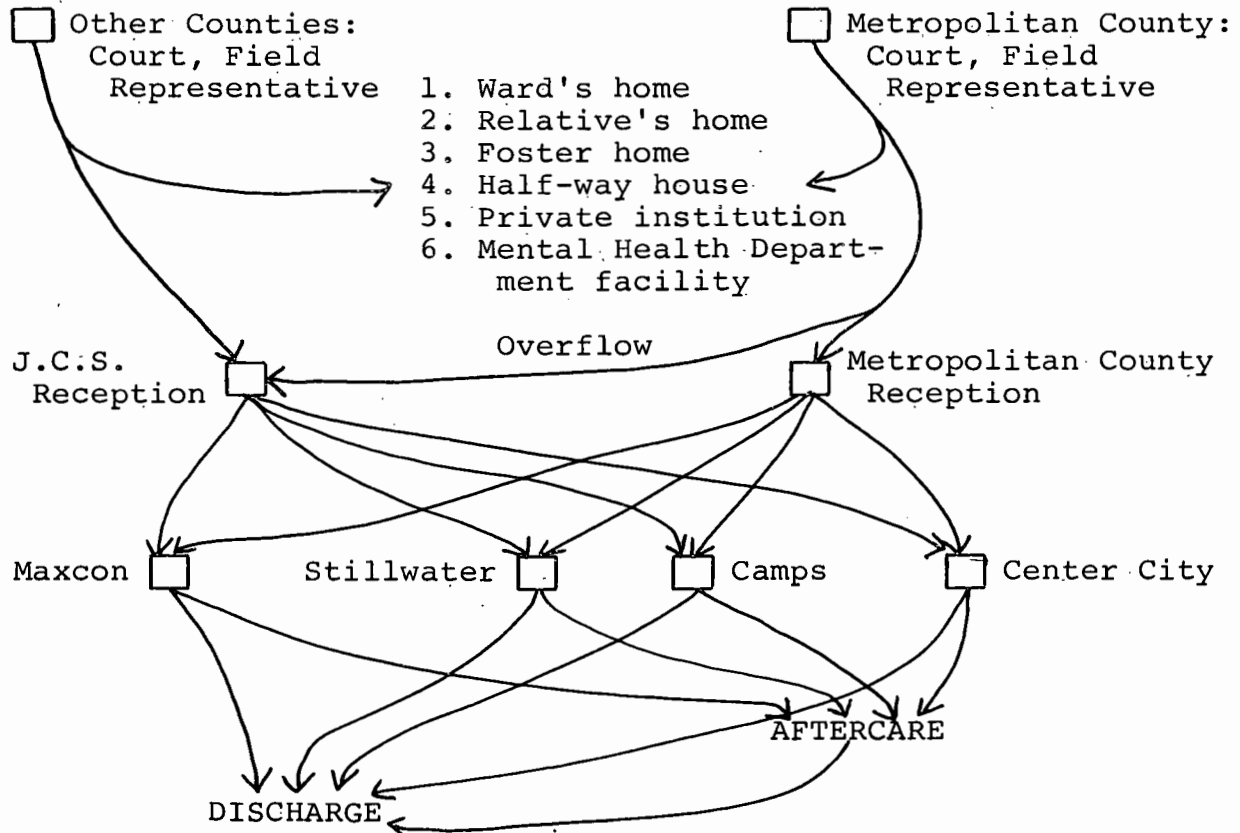 Other Counties:
Court, Field
Representative
Metropolitan County:
Court, Field
Representative
1. Ward's home
2. Relative's home
3. Foster home
4. Half-way house
5. Private institution
6. Mental Health Depart-
ment facility
Overflow
J.C.S.
Reception
Metropolitan County
Reception
Maxcon
Stillwater
Camps
Center City
AFTERCARE
DISCHARGE